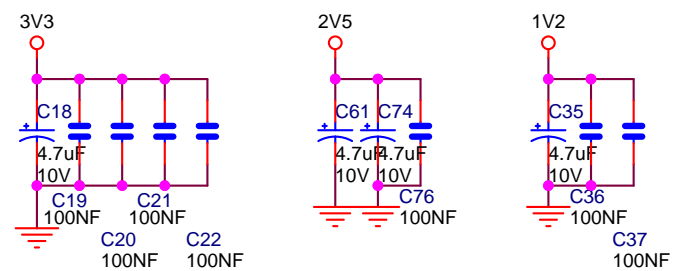 3V3
2V5
1V2
C18
C61
C74
C35
4.7uF
4.7uF
4.7uF
4.7uF
10V
10V
10V
10V
C19
C21
C76
C36
100NF
100NF
100NF
100NF
C20
C22
C37
100NF
100NF
100NF